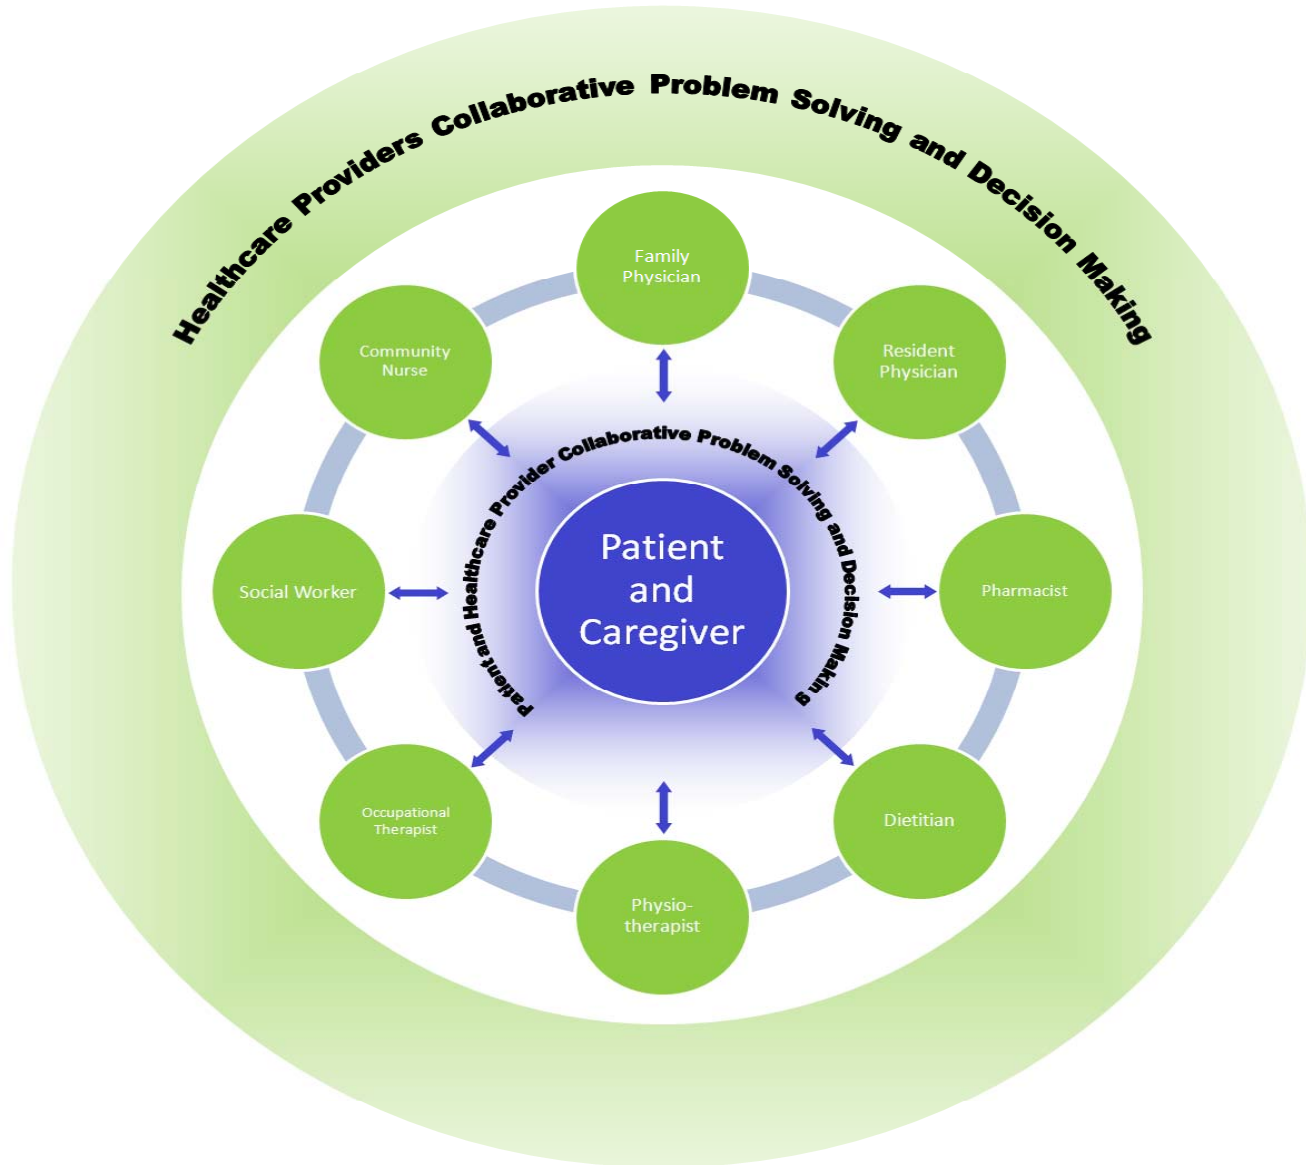 Healthcare Providers Collaborative Problem Solving and Decision Making
Family
Physician
Resident
Physician
Pharmacist
Dietitian
Physio-
therapist
Occupational
Therapist
Social Worker
Community
Nurse
Patient and Healthcare Provider Collaborative Problem Solving and Decision Makin g
Patient
and
Caregiver